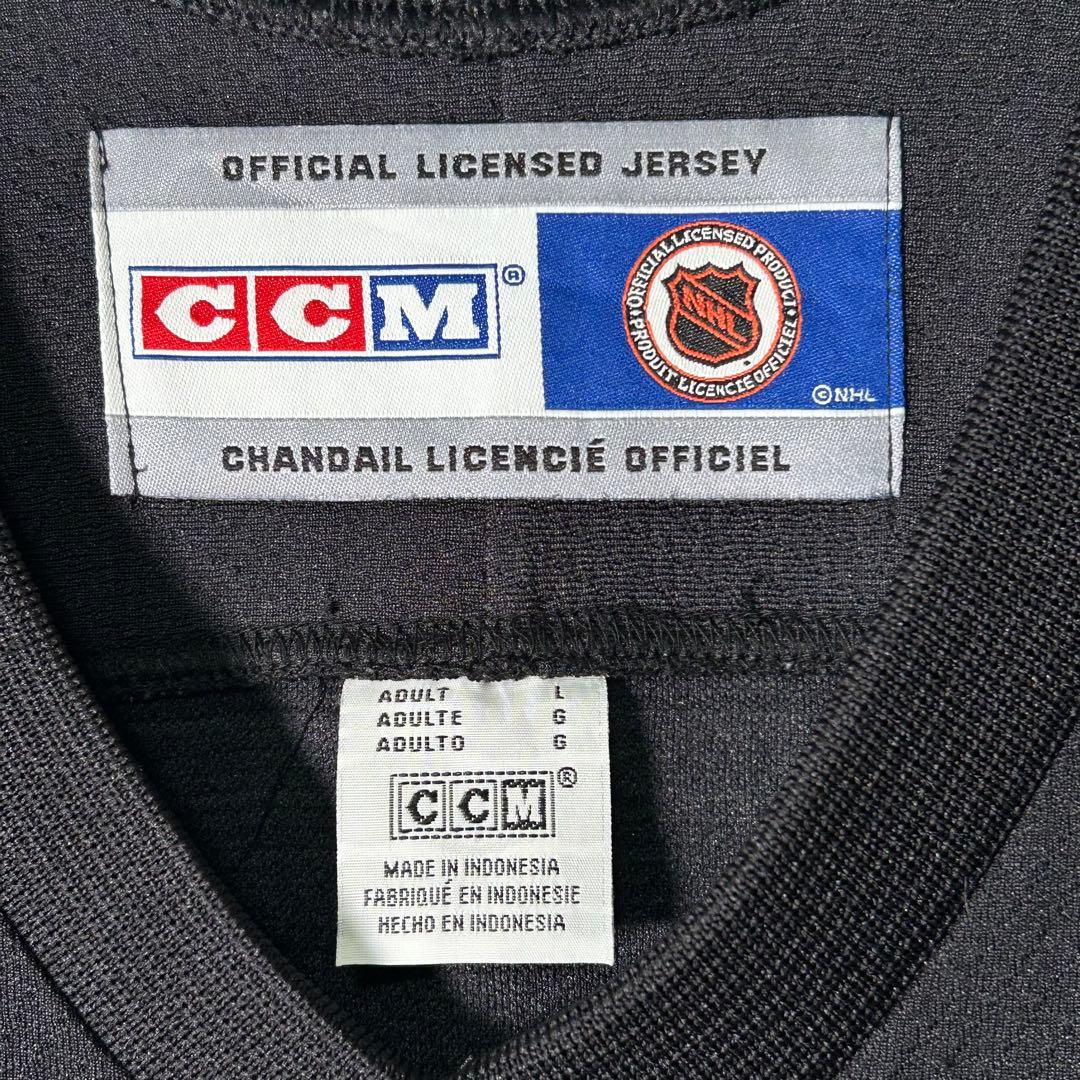 OFFICIAL LICENSED JERSEY
CCM®
OFFICIAL LICENSED PRODUCT
NHL
PRODUIT LICENCIE OFFICIEL
©NHL
CHANDAIL LICENCIÉ OFFICIEL
ADULT L
ADULTE G
ADULTO G
CCM®
MADE IN INDONESIA
FABRIQUÉ EN INDONESIE
HECHO EN INDONESIA